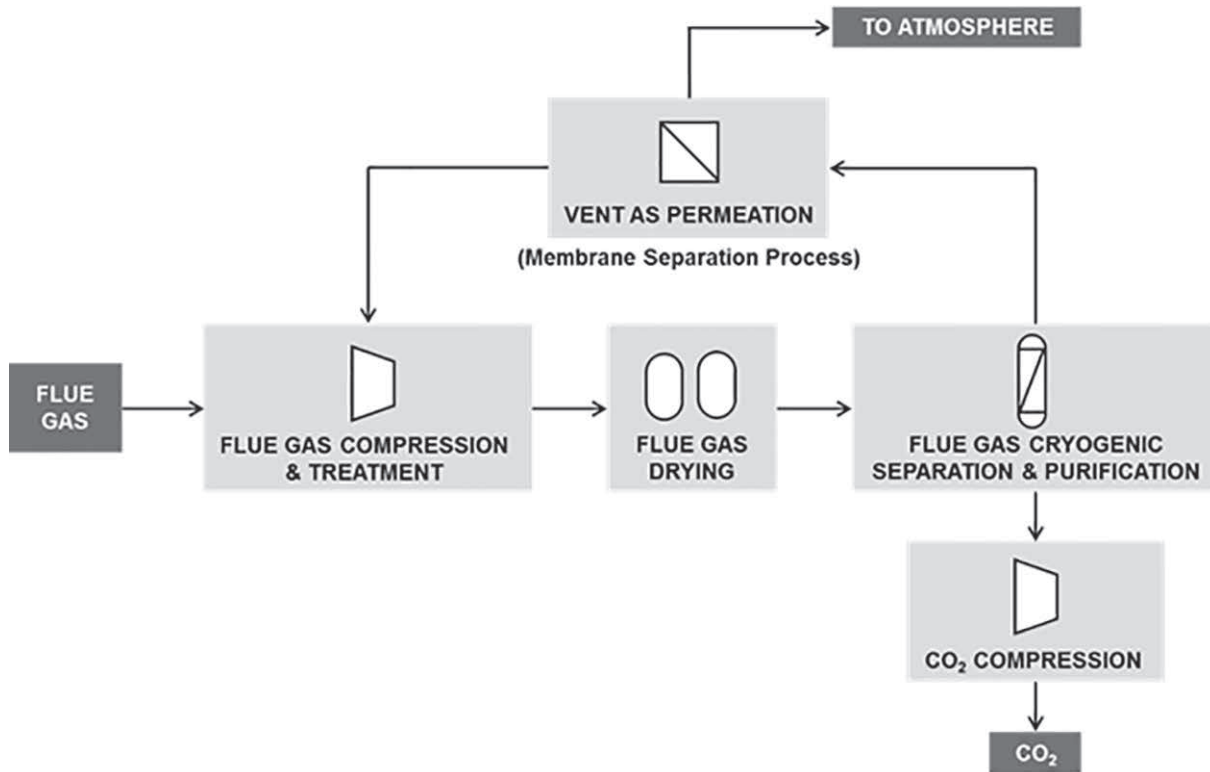 TO ATMOSPHERE
VENT AS PERMEATION
(Membrane Separation Process)
FLUE
GAS
FLUE GAS COMPRESSION
& TREATMENT
FLUE GAS
DRYING
FLUE GAS CRYOGENIC
SEPARATION & PURIFICATION
CO₂ COMPRESSION
CO₂